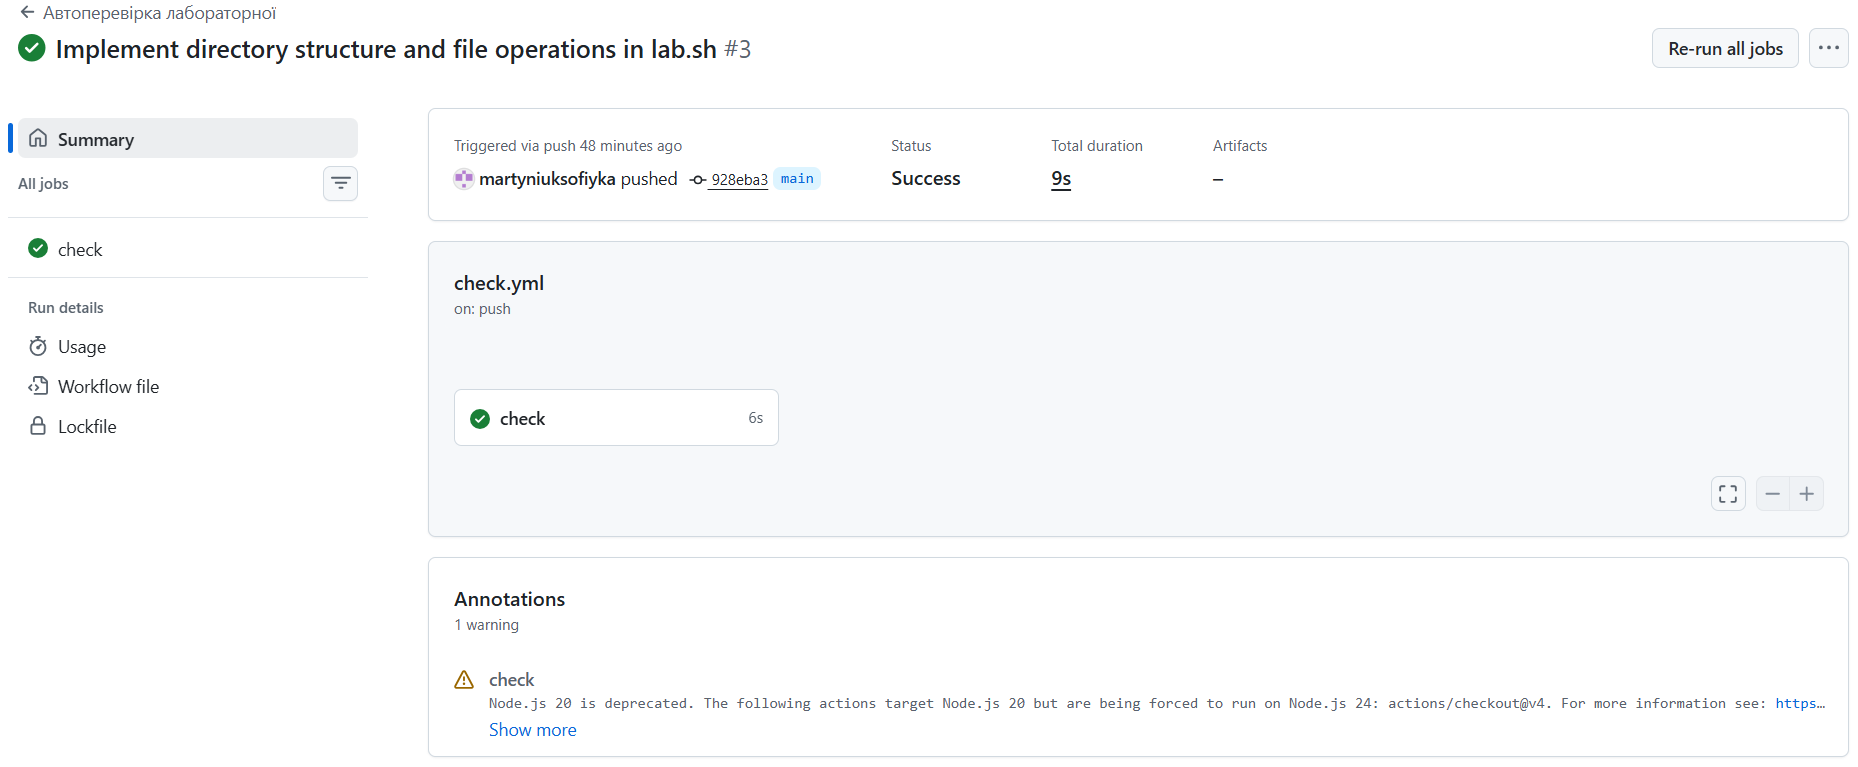 Автоперевірка лабораторної
Implement directory structure and file operations in lab.sh #3
Re-run all jobs
Summary
All jobs
check
Run details
Usage
Workflow file
Lockfile
Triggered via push 48 minutes ago
martyniuksofiyka pushed 928eba3 main
Status
Success
Total duration
9s
Artifacts
–
check.yml
on: push
check 6s
Annotations
1 warning
check
Node.js 20 is deprecated. The following actions target Node.js 20 but are being forced to run on Node.js 24: actions/checkout@v4. For more information see: https…
Show more